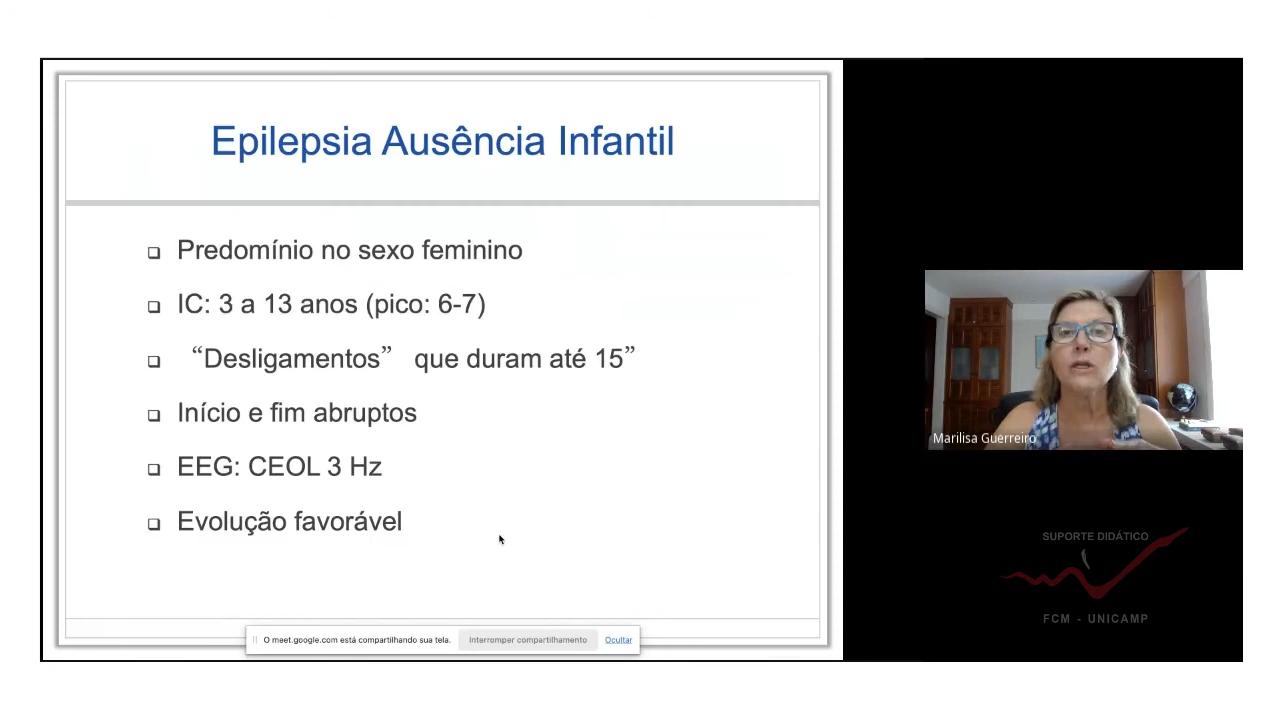 Epilepsia Ausência Infantil
Predomínio no sexo feminino
IC: 3 a 13 anos (pico: 6-7)
“Desligamentos” que duram até 15”
Início e fim abruptos
EEG: CEOL 3 Hz
Evolução favorável
O meet.google.com está compartilhando sua tela. Interromper compartilhamento Ocultar
Marilisa Guerreiro
SUPORTE DIDÁTICO
FCM - UNICAMP